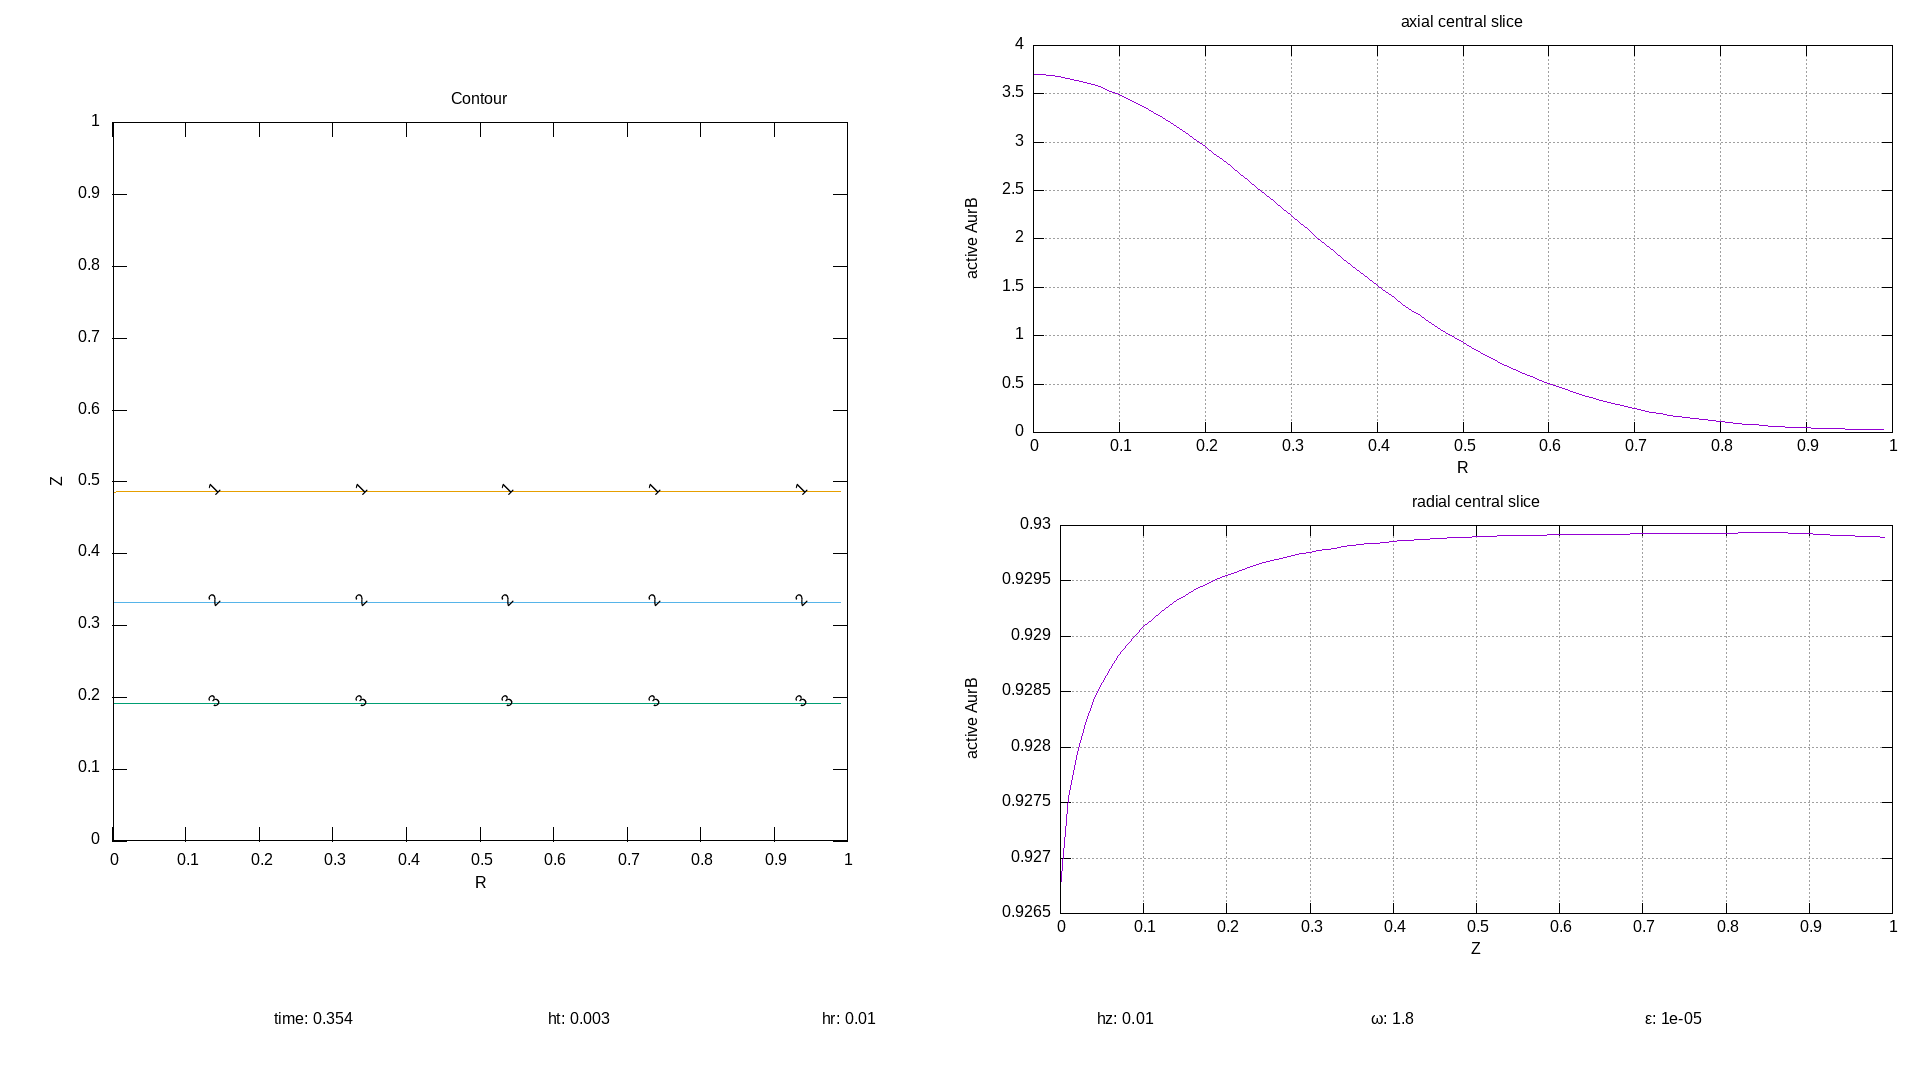 Contour
1
0.9
0.8
0.7
0.6
0.5
0.4
0.3
0.2
0.1
0
Z
1 1 1 1 1
2 2 2 2 2
3 3 3 3 3
0 0.1 0.2 0.3 0.4 0.5 0.6 0.7 0.8 0.9 1
R
axial central slice
4
3.5
3
2.5
2
1.5
1
0.5
0
active AurB
0 0.1 0.2 0.3 0.4 0.5 0.6 0.7 0.8 0.9 1
R
radial central slice
0.93
0.9295
0.929
0.9285
0.928
0.9275
0.927
0.9265
active AurB
0 0.1 0.2 0.3 0.4 0.5 0.6 0.7 0.8 0.9 1
Z
time: 0.354 ht: 0.003 hr: 0.01 hz: 0.01 ω: 1.8 ε: 1e-05